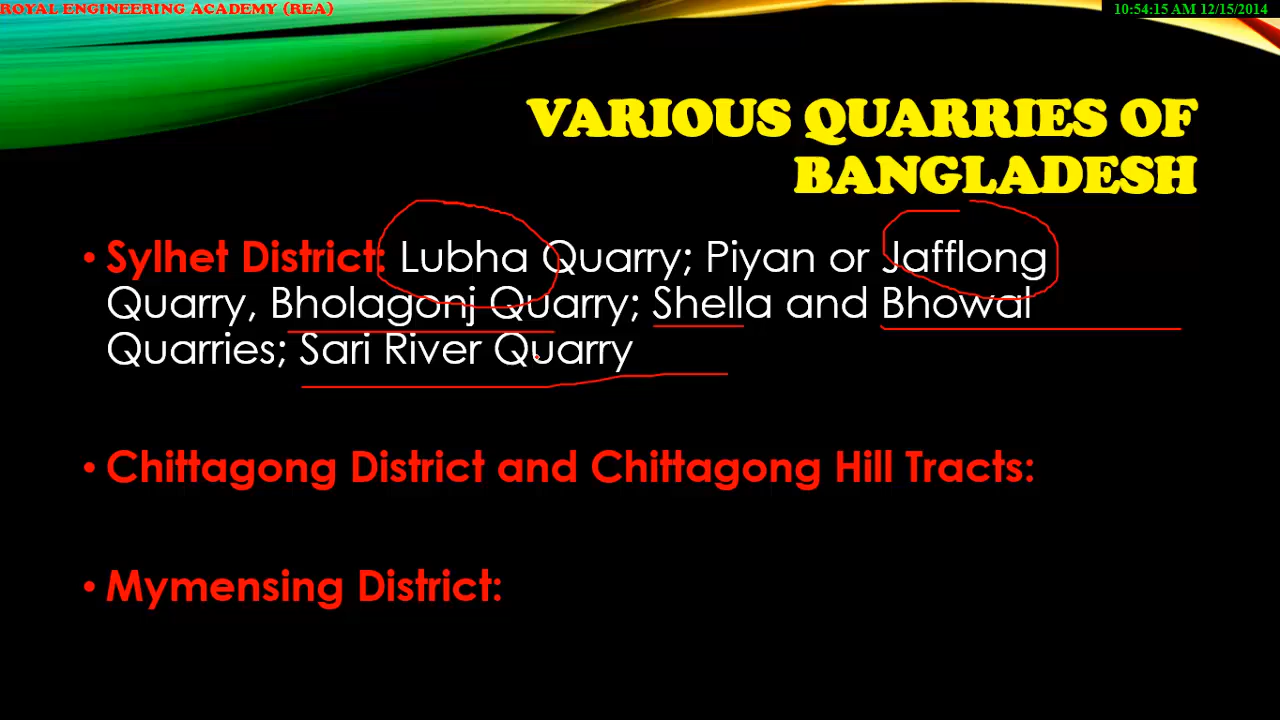 ROYAL ENGINEERING ACADEMY (REA)
10:54:15 AM 12/15/2014
VARIOUS QUARRIES OF
BANGLADESH
• Sylhet District: Lubha Quarry; Piyan or Jafflong
Quarry, Bholagonj Quarry; Shella and Bhowal
Quarries; Sari River Quarry
• Chittagong District and Chittagong Hill Tracts:
• Mymensing District: